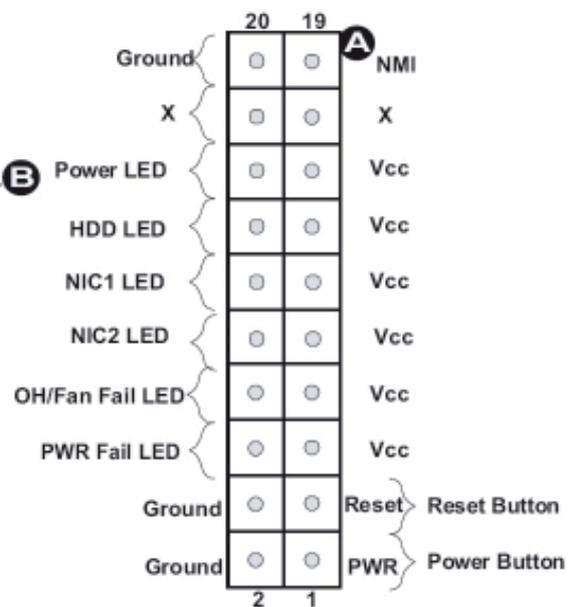 20 19
Ground A NMI
X X
B Power LED Vcc
HDD LED Vcc
NIC1 LED Vcc
NIC2 LED Vcc
OH/Fan Fail LED Vcc
PWR Fail LED Vcc
Ground Reset Reset Button
Ground PWR Power Button
2 1